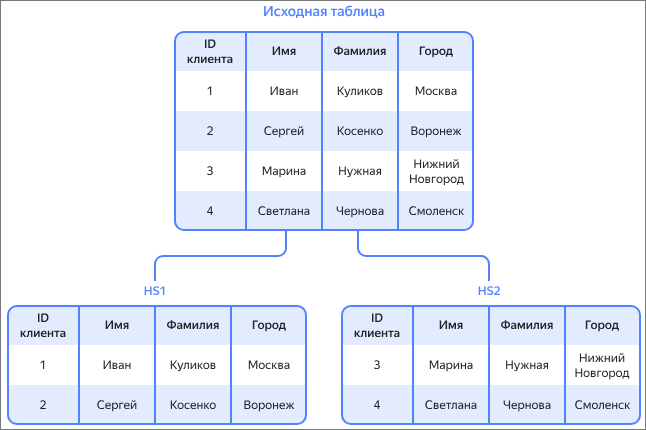 Исходная таблица
ID клиента Имя Фамилия Город
1 Иван Куликов Москва
2 Сергей Косенко Воронеж
3 Марина Нужная Нижний Новгород
4 Светлана Чернова Смоленск
HS1
ID клиента Имя Фамилия Город
1 Иван Куликов Москва
2 Сергей Косенко Воронеж
HS2
ID клиента Имя Фамилия Город
3 Марина Нужная Нижний Новгород
4 Светлана Чернова Смоленск